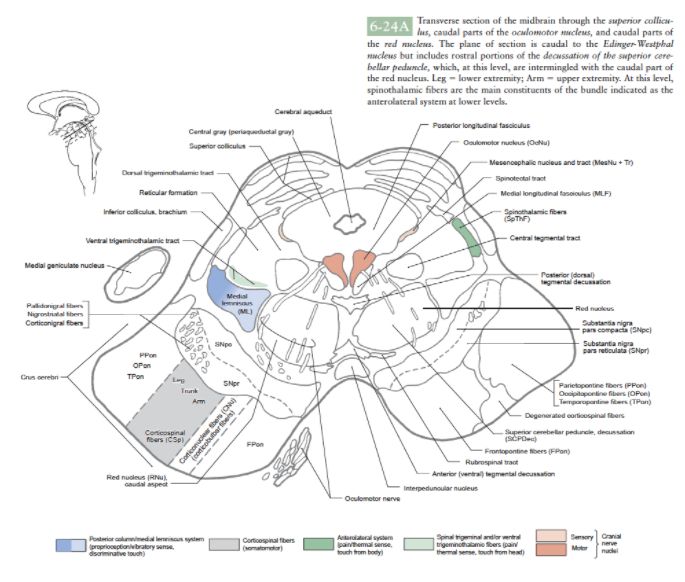 6-24A Transverse section of the midbrain through the superior collicu-
lus, caudal parts of the oculomotor nucleus, and caudal parts of
the red nucleus. The plane of section is caudal to the Edinger-Westphal
nucleus but includes rostral portions of the decussation of the superior cere-
bellar peduncle, which, at this level, are intermingled with the caudal part of
the red nucleus. Leg = lower extremity; Arm = upper extremity. At this level,
spinothalamic fibers are the main constituents of the bundle indicated as the
anterolateral system at lower levels.
Cerebral aqueduct
Central gray (periaqueductal gray)
Superior colliculus
Dorsal trigeminothalamic tract
Reticular formation
Inferior colliculus, brachium
Ventral trigeminothalamic tract
Medial geniculate nucleus
Pallidonigral fibers
Nigrostriatal fibers
Corticonigral fibers
Crus cerebri
Red nucleus (RNu),
caudal aspect
Posterior longitudinal fasciculus
Oculomotor nucleus (OcNu)
Mesencephalic nucleus and tract (MesNu + Tr)
Spinotectal tract
Medial longitudinal fasciculus (MLF)
Spinothalamic fibers
(SpThF)
Central tegmental tract
Posterior (dorsal)
tegmental decussation
Red nucleus
Substantia nigra
pars compacta (SNpc)
Substantia nigra
pars reticulata (SNpr)
Parietopontine fibers (PPon)
Occipitopontine fibers (OPon)
Temporopontine fibers (TPon)
Degenerated corticospinal fibers
Superior cerebellar peduncle, decussation
(SCPDec)
Frontopontine fibers (FPon)
Rubrospinal tract
Anterior (ventral) tegmental decussation
Interpeduncular nucleus
Oculomotor nerve
Medial
lemniscus
(ML)
SNpc
PPon
OPon
TPon
SNpr
Leg
Trunk
Arm
Corticospinal
fibers (CSp)
Corticonuclear fibers (CNu)
(corticobulbar fibers)
FPon
Posterior column/medial lemniscus system
(proprioception/vibratory sense,
discriminative touch)
Corticospinal fibers
(somatomotor)
Anterolateral system
(pain/thermal sense,
touch from body)
Spinal trigeminal and/or ventral
trigeminothalamic fibers (pain/
thermal sense, touch from head)
Sensory
Motor
Cranial
nerve
nuclei